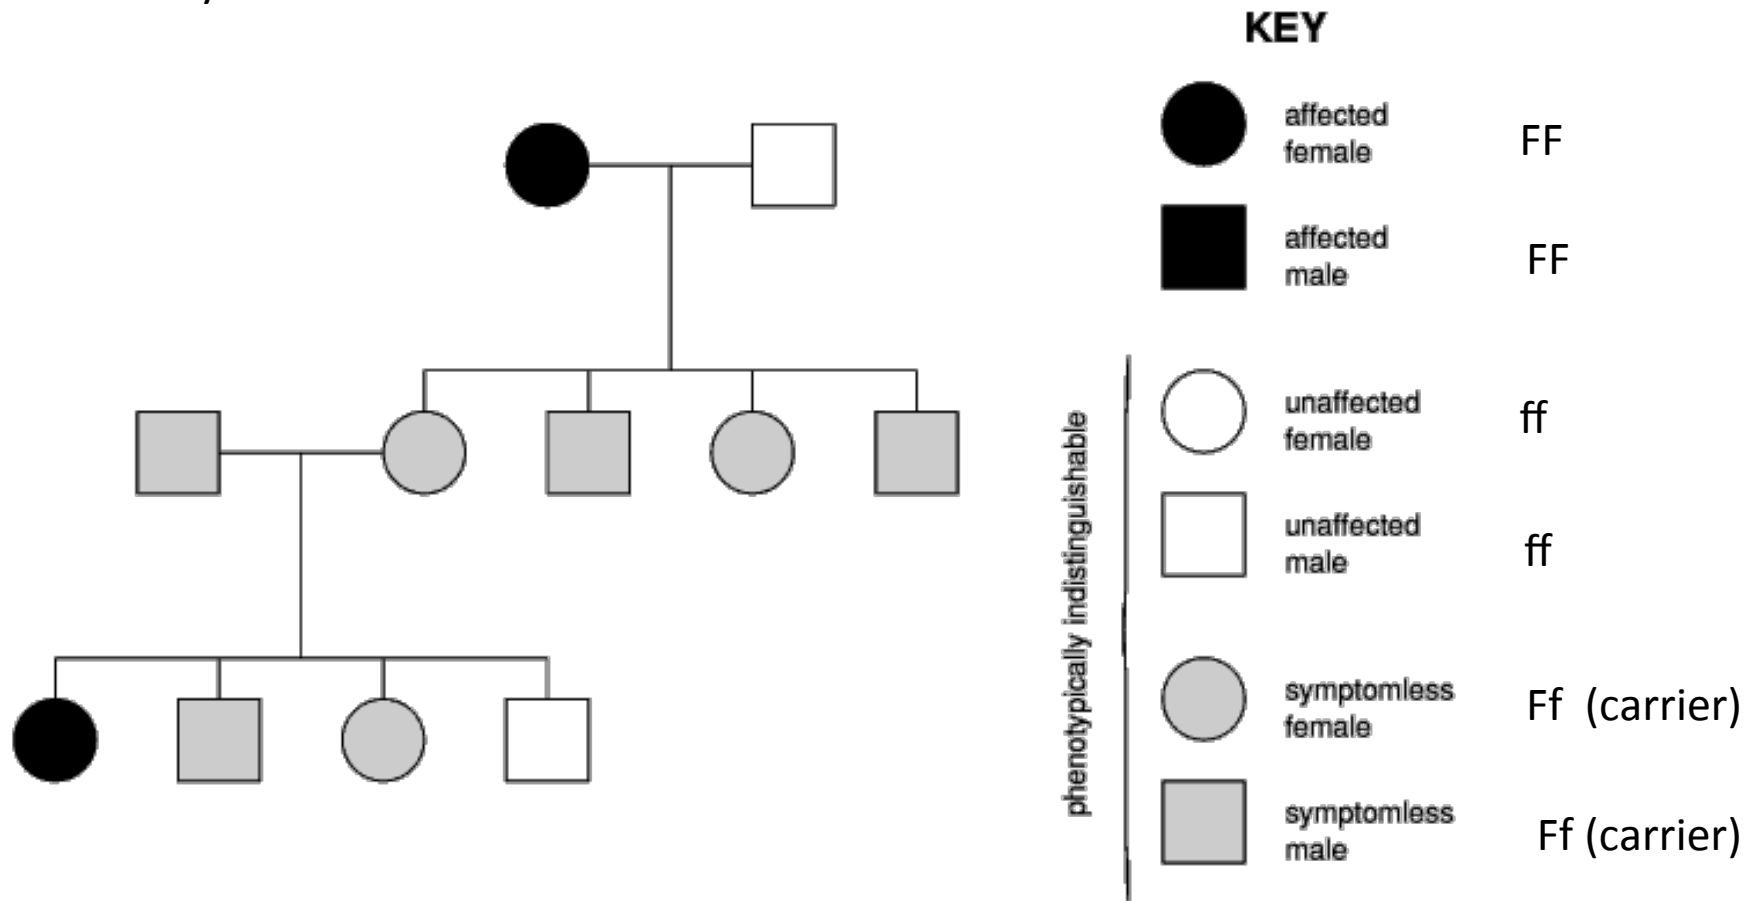 KEY
affected
female
FF
affected
male
FF
phenotypically indistinguishable
unaffected
female
ff
unaffected
male
ff
symptomless
female
Ff (carrier)
symptomless
male
Ff (carrier)